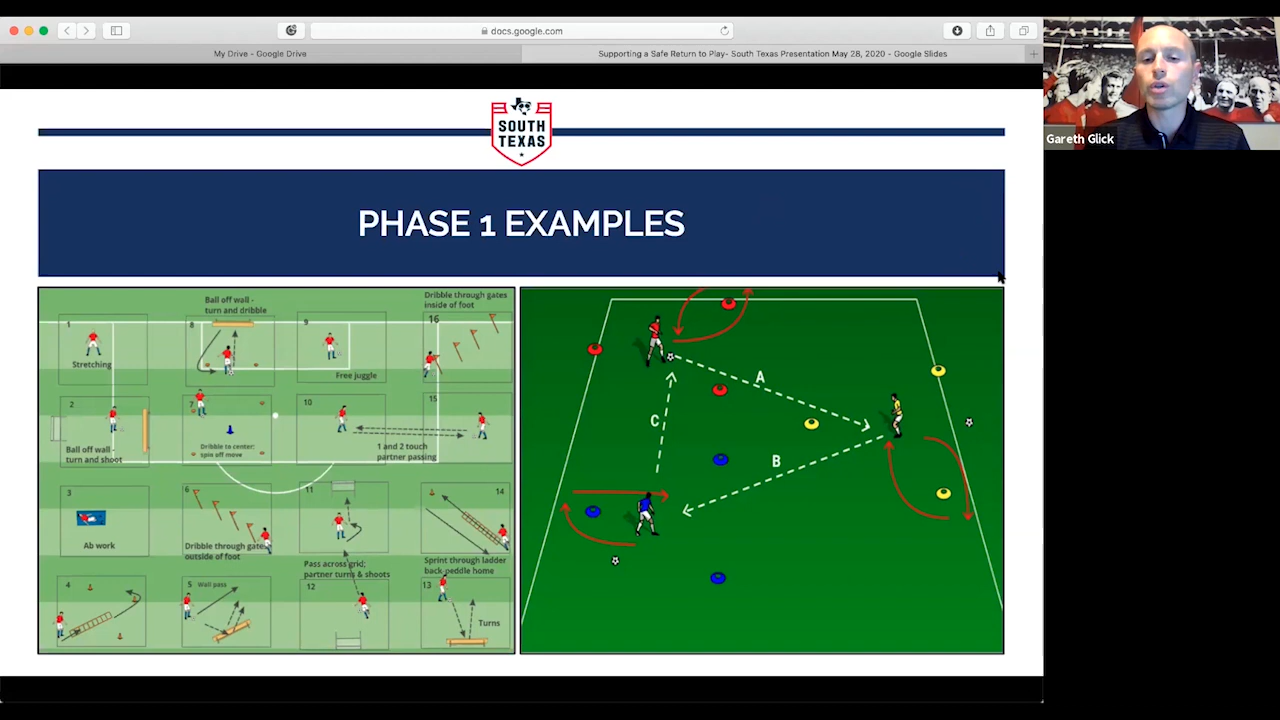 docs.google.com
My Drive - Google Drive
Supporting a Safe Return to Play- South Texas Presentation May 28, 2020 - Google Slides
Gareth Glick
SOUTH
TEXAS
PHASE 1 EXAMPLES
1
Stretching
Ball off wall -
turn and dribble
8
9
Free juggle
Dribble through gates
inside of foot
16
2
Ball off wall -
turn and shoot
7
Dribble to center;
spin off move
10
15
1 and 2 touch
partner passing
3
Ab work
6
Dribble through gates
outside of foot
11
Pass across grid;
partner turns & shoots
14
Sprint through ladder
back-peddle home
4
5
Wall pass
12
13
Turns
A
B
C